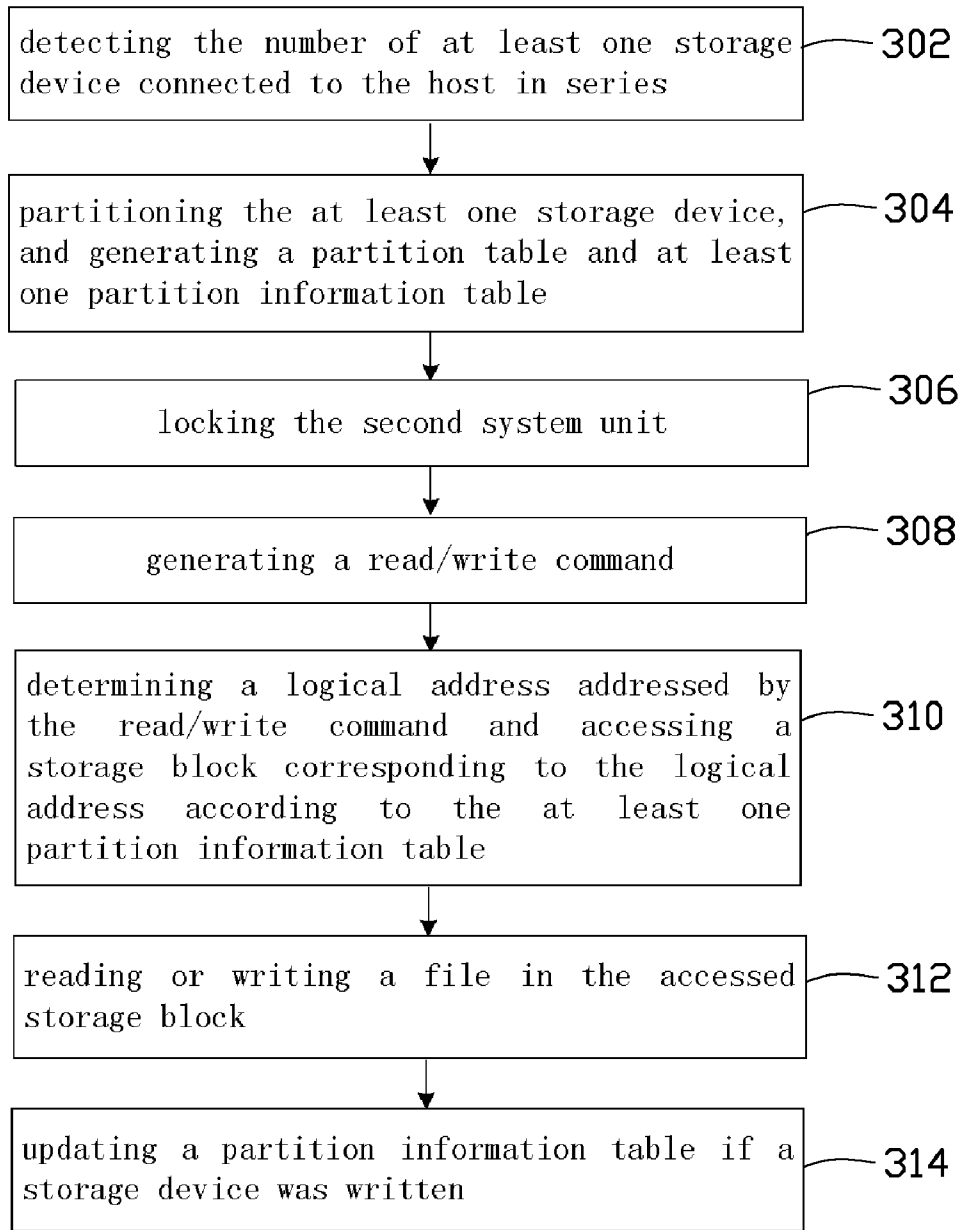 detecting the number of at least one storage
device connected to the host in series
302
partitioning the at least one storage device,
and generating a partition table and at least
one partition information table
304
locking the second system unit
306
generating a read/write command
308
determining a logical address addressed by
the read/write command and accessing a
storage block corresponding to the logical
address according to the at least one
partition information table
310
reading or writing a file in the accessed
storage block
312
updating a partition information table if a
storage device was written
314